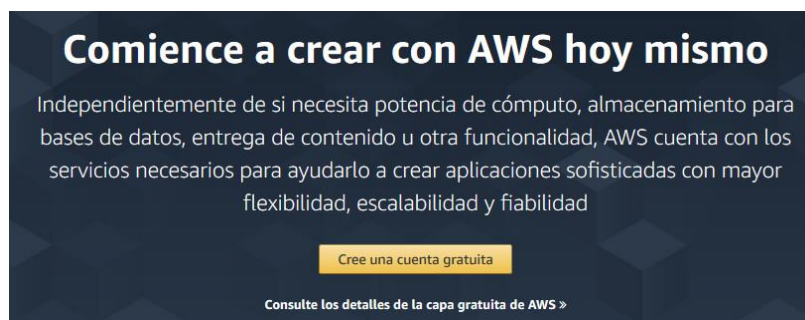 Comience a crear con AWS hoy mismo
Independientemente de si necesita potencia de cómputo, almacenamiento para
bases de datos, entrega de contenido u otra funcionalidad, AWS cuenta con los
servicios necesarios para ayudarlo a crear aplicaciones sofisticadas con mayor
flexibilidad, escalabilidad y fiabilidad
Cree una cuenta gratuita
Consulte los detalles de la capa gratuita de AWS »